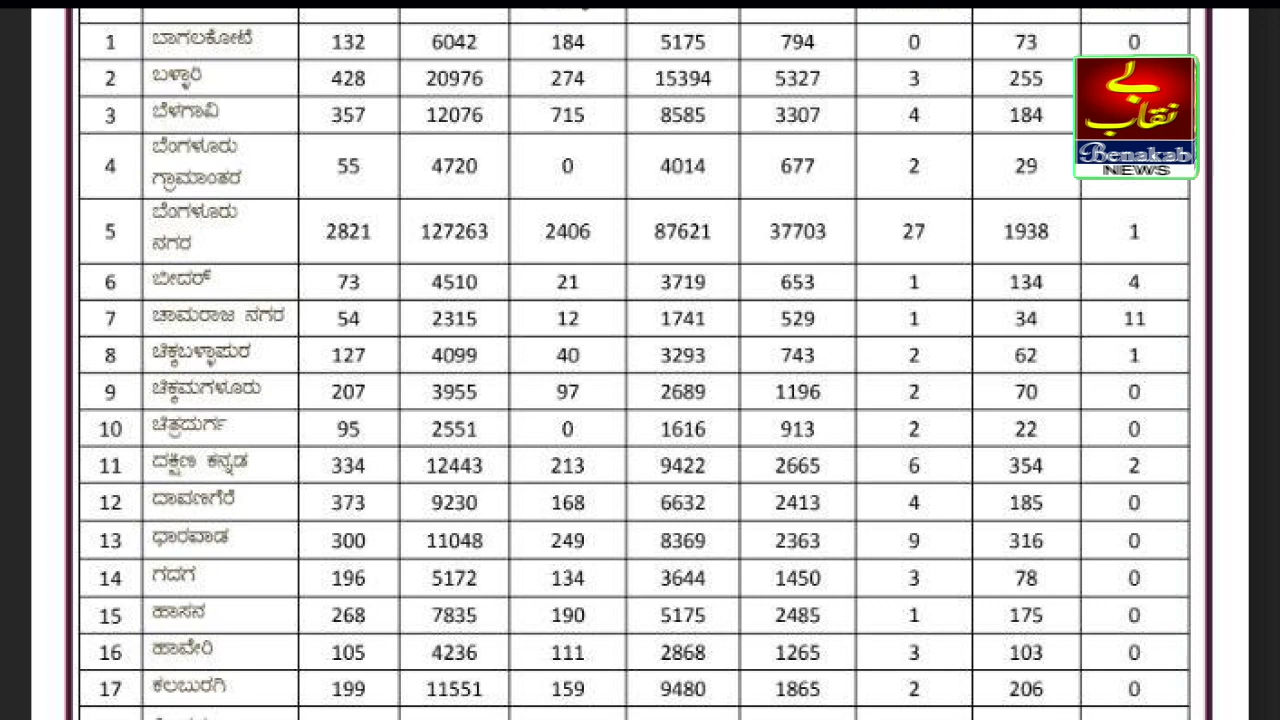 1 ಬಾಗಲಕೋಟೆ 132 6042 184 5175 794 0 73 0
2 ಬಳ್ಳಾರಿ 428 20976 274 15394 5327 3 255
3 ಬೆಳಗಾವಿ 357 12076 715 8585 3307 4 184
4 ಬೆಂಗಳೂರು ಗ್ರಾಮಾಂತರ 55 4720 0 4014 677 2 29
5 ಬೆಂಗಳೂರು ನಗರ 2821 127263 2406 87621 37703 27 1938 1
6 ಬೀದರ್ 73 4510 21 3719 653 1 134 4
7 ಚಾಮರಾಜ ನಗರ 54 2315 12 1741 529 1 34 11
8 ಚಿಕ್ಕಬಳ್ಳಾಪುರ 127 4099 40 3293 743 2 62 1
9 ಚಿಕ್ಕಮಗಳೂರು 207 3955 97 2689 1196 2 70 0
10 ಚಿತ್ರದುರ್ಗ 95 2551 0 1616 913 2 22 0
11 ದಕ್ಷಿಣ ಕನ್ನಡ 334 12443 213 9422 2665 6 354 2
12 ದಾವಣಗೆರೆ 373 9230 168 6632 2413 4 185 0
13 ಧಾರವಾಡ 300 11048 249 8369 2363 9 316 0
14 ಗದಗ 196 5172 134 3644 1450 3 78 0
15 ಹಾಸನ 268 7835 190 5175 2485 1 175 0
16 ಹಾವೇರಿ 105 4236 111 2868 1265 3 103 0
17 ಕಲಬುರಗಿ 199 11551 159 9480 1865 2 206 0
بے
نقاب
Benakab
NEWS